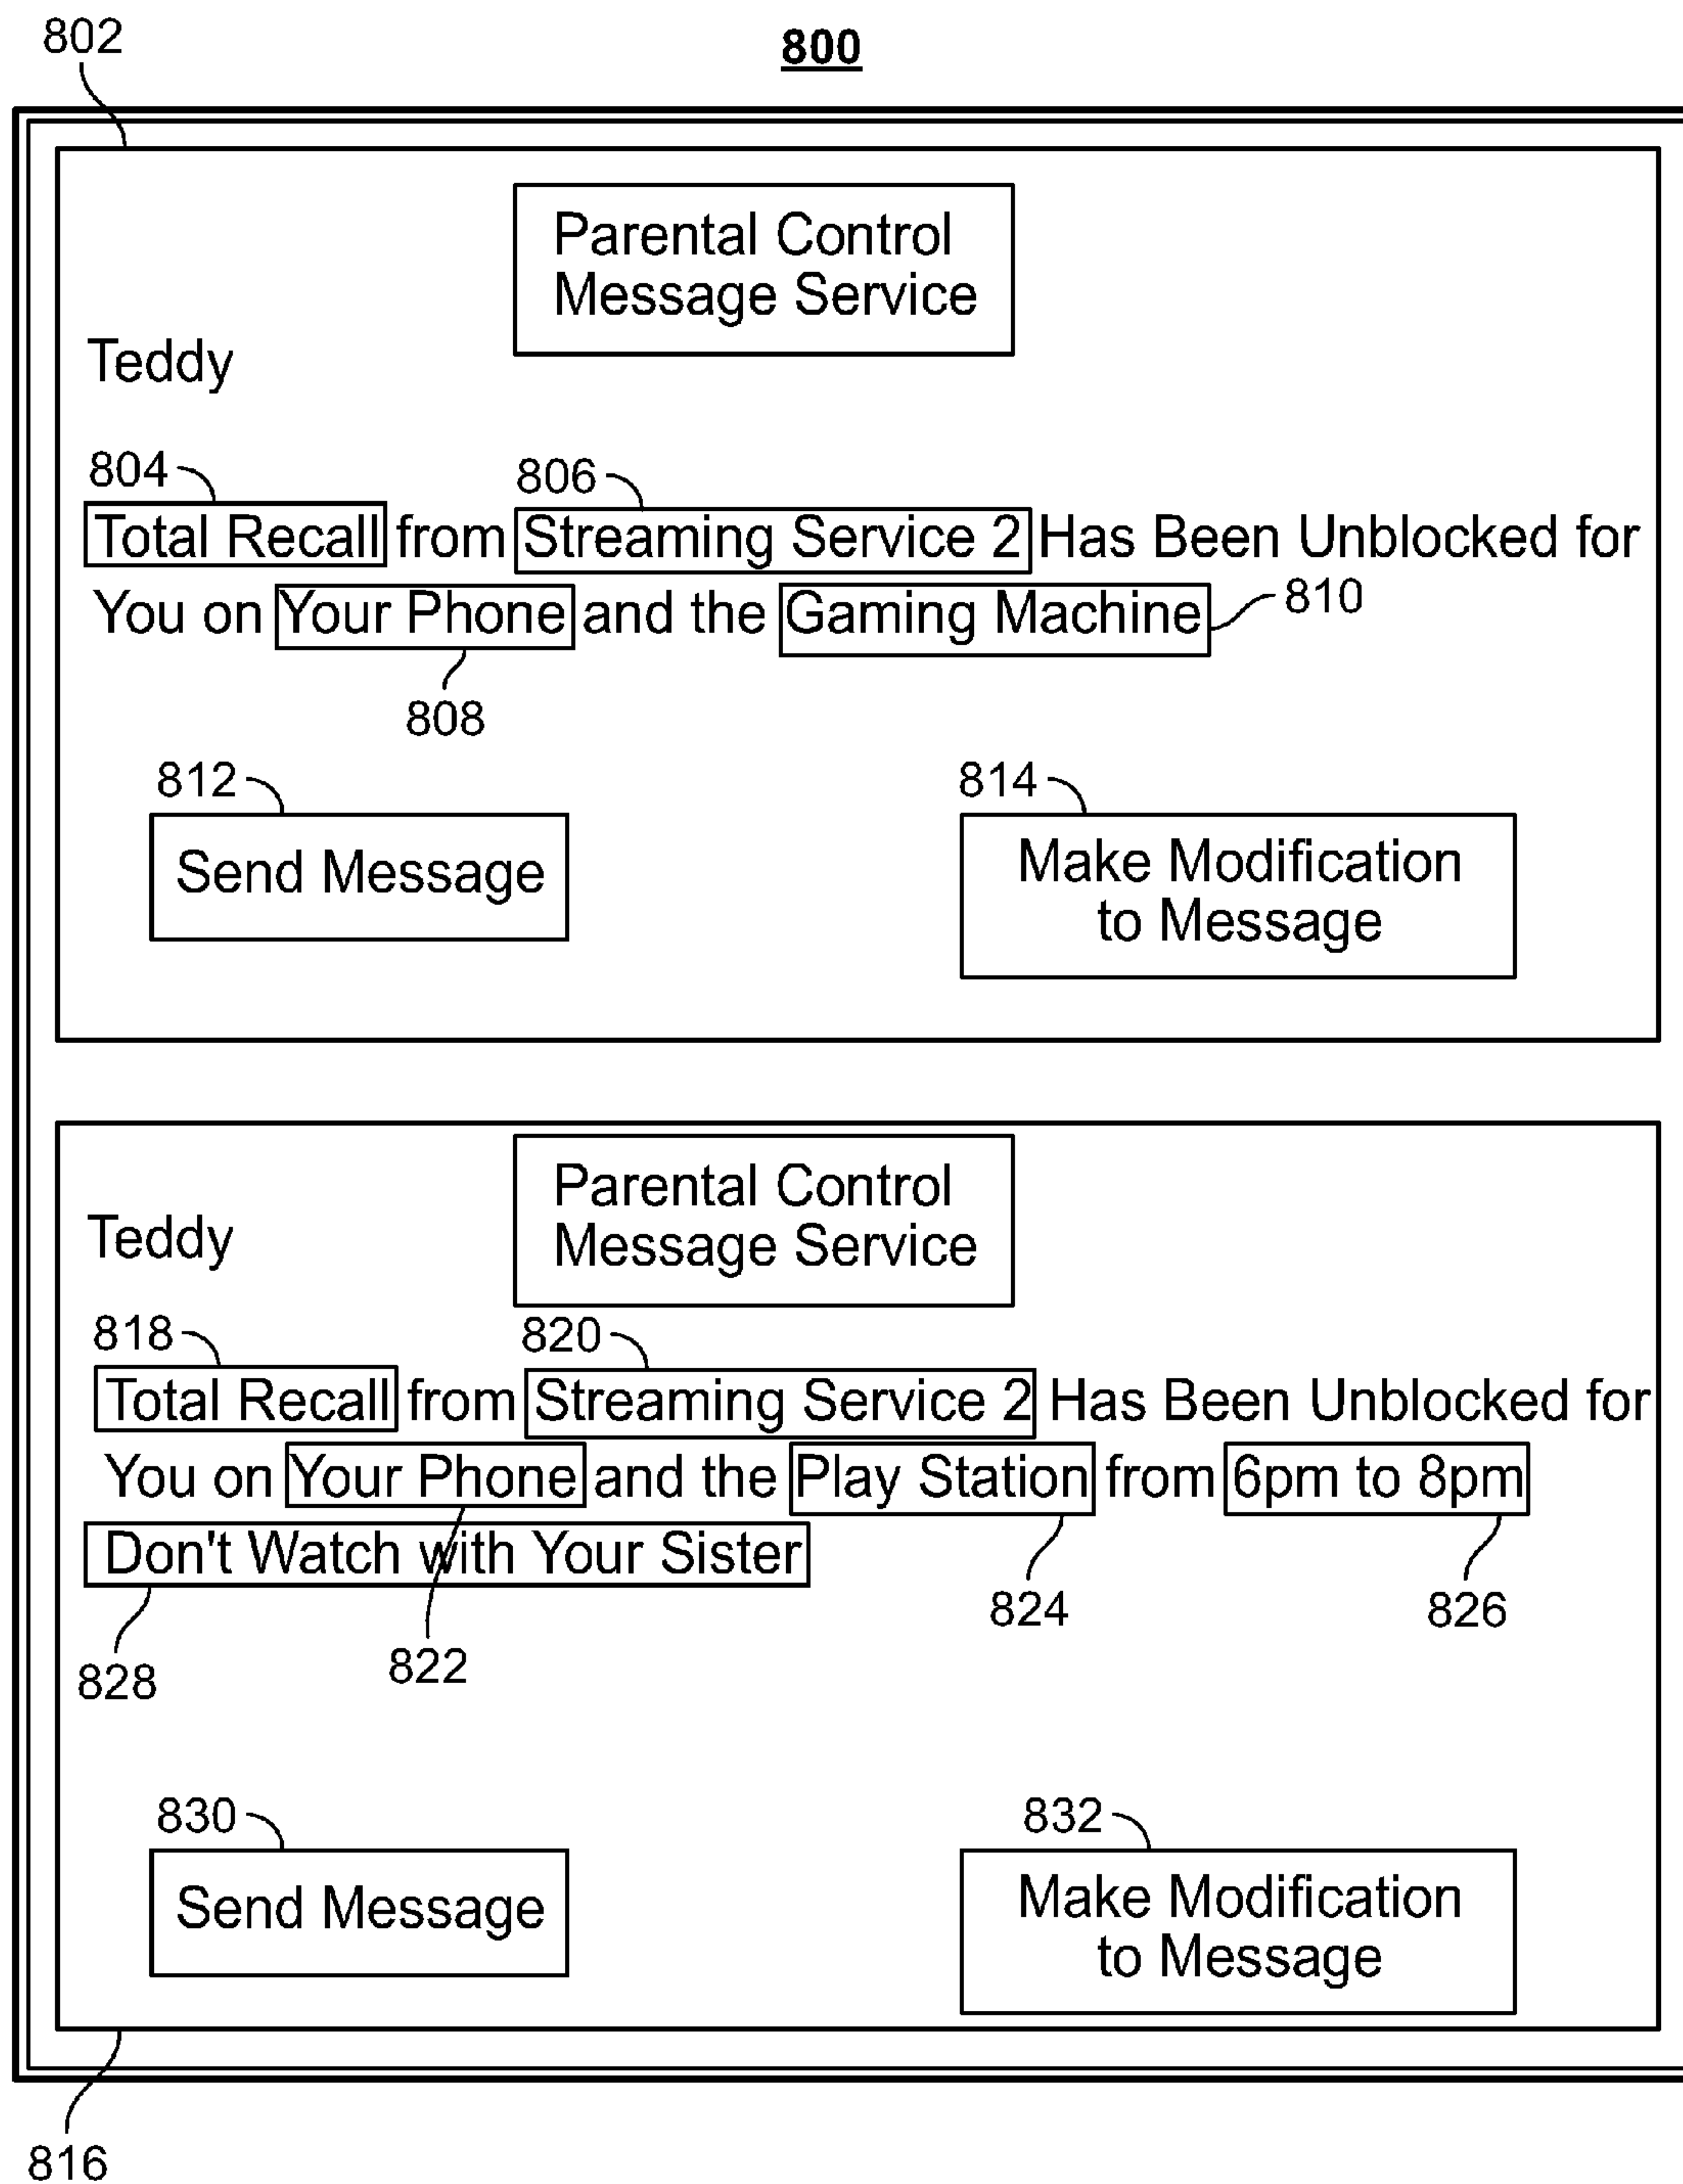 802
800
Parental Control
Message Service
Teddy
804
806
Total Recall from Streaming Service 2 Has Been Unblocked for
You on Your Phone and the Gaming Machine
810
808
812
814
Send Message
Make Modification
to Message
Parental Control
Message Service
Teddy
818
820
Total Recall from Streaming Service 2 Has Been Unblocked for
You on Your Phone and the Play Station from 6pm to 8pm
Don't Watch with Your Sister
824
826
828
822
830
832
Send Message
Make Modification
to Message
816